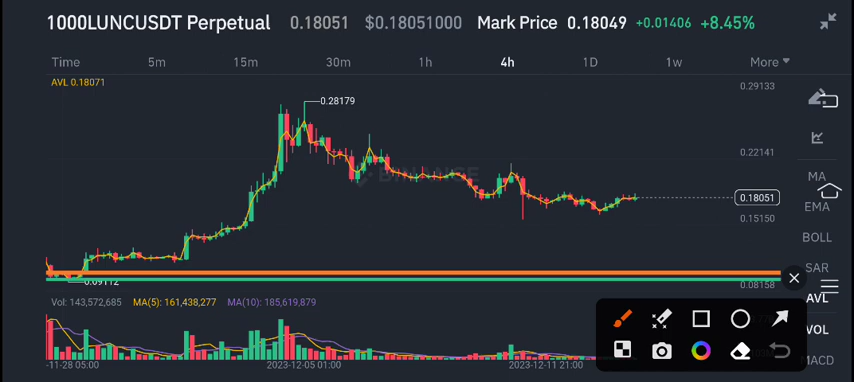 1000LUNCUSDT Perpetual 0.18051 $0.18051000 Mark Price 0.18049 +0.01406 +8.45%
Time 5m 15m 30m 1h 4h 1D 1w More
AVL 0.18071
0.29133
0.28179
0.22141
BINANCE
MA
0.18051
EMA
0.15150
BOLL
SAR
0.09112
0.08158
AVL
Vol: 143,572,685 MA(5): 161,438,277 MA(10): 185,619,879
VOL
MACD
-11-28 05:00 2023-12-05 01:00 2023-12-11 21:00